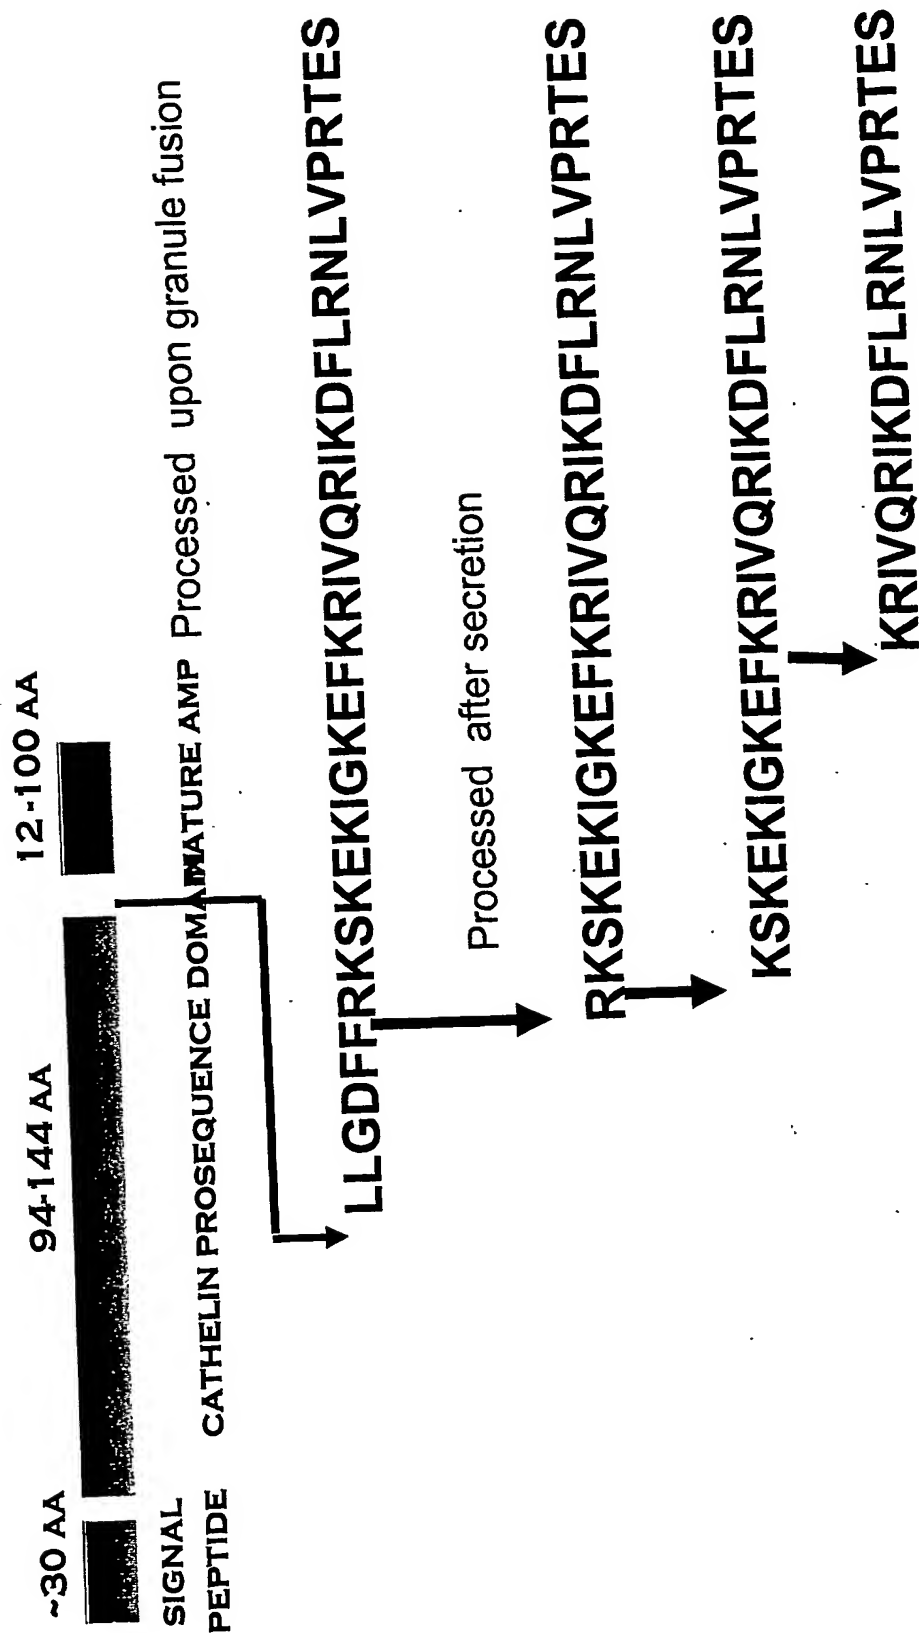 ~30 AA
94-144 AA
12-100 AA
SIGNAL
PEPTIDE
CATHELIN PROSEQUENCE DOMAIN
MATURE AMP
Processed upon granule fusion
LLGDFFRKSKEKIGKEFKRIVQRIKDFLRNLVPRTES
Processed after secretion
RKSKEKIGKEFKRIVQRIKDFLRNLVPRTES
KSKEKIGKEFKRIVQRIKDFLRNLVPRTES
KRIVQRIKDFLRNLVPRTES